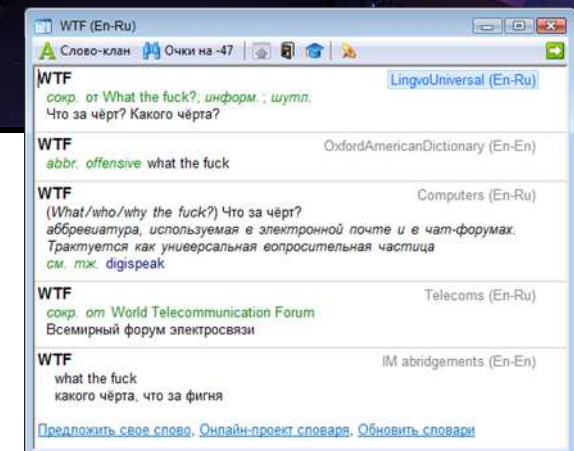 WTF (En-Ru)
Слово-клан Очки на -47
WTF LingvoUniversal (En-Ru)
сокр. от What the fuck?; информ. ; шутл.
Что за чёрт? Какого чёрта?
WTF OxfordAmericanDictionary (En-En)
abbr. offensive what the fuck
WTF Computers (En-Ru)
(What/who/why the fuck?) Что за чёрт?
аббревиатура, используемая в электронной почте и в чат-форумах.
Трактуется как универсальная вопросительная частица
см. тж. digispeak
WTF Telecoms (En-Ru)
сокр. от World Telecommunication Forum
Всемирный форум электросвязи
WTF IM abridgements (En-En)
what the fuck
какого чёрта, что за фигня
Предложить свое слово, Онлайн-проект словаря, Обновить словари